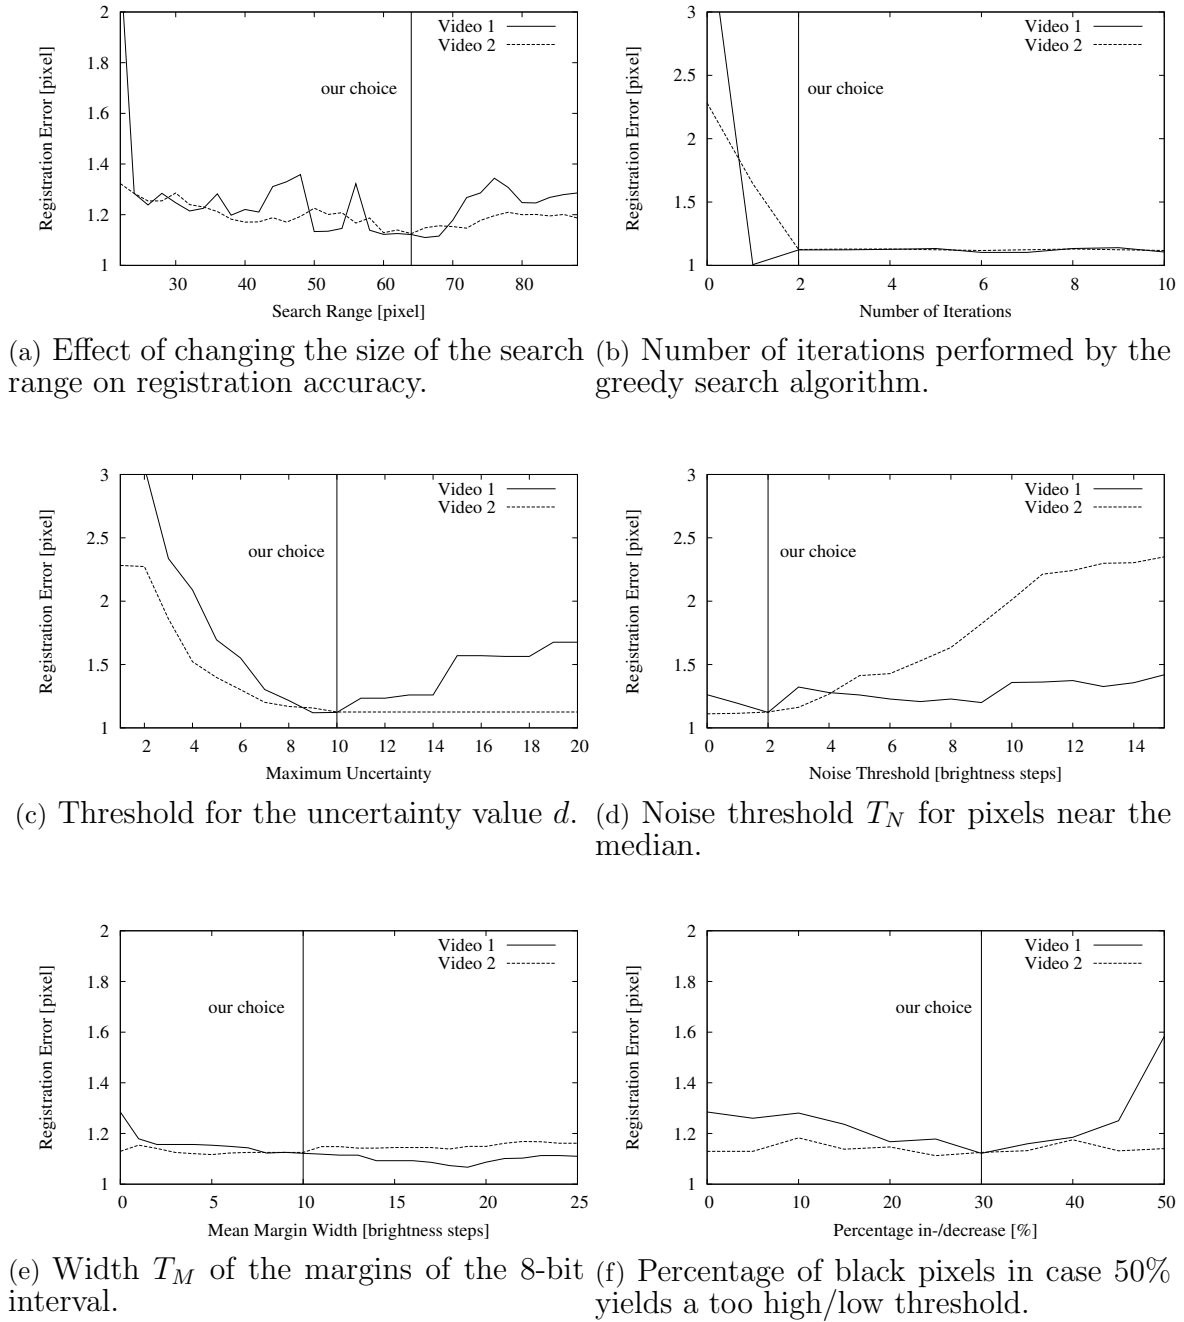 2
1.8
1.6
1.4
1.2
1
Registration Error [pixel]
Video 1
Video 2
our choice
30 40 50 60 70 80
Search Range [pixel]
(a) Effect of changing the size of the search
range on registration accuracy.
3
2.5
2
1.5
1
Registration Error [pixel]
Video 1
Video 2
our choice
0 2 4 6 8 10
Number of Iterations
(b) Number of iterations performed by the
greedy search algorithm.
3
2.5
2
1.5
1
Registration Error [pixel]
Video 1
Video 2
our choice
2 4 6 8 10 12 14 16 18 20
Maximum Uncertainty
(c) Threshold for the uncertainty value d.
3
2.5
2
1.5
1
Registration Error [pixel]
Video 1
Video 2
our choice
0 2 4 6 8 10 12 14
Noise Threshold [brightness steps]
(d) Noise threshold T_N for pixels near the
median.
2
1.8
1.6
1.4
1.2
1
Registration Error [pixel]
Video 1
Video 2
our choice
0 5 10 15 20 25
Mean Margin Width [brightness steps]
(e) Width T_M of the margins of the 8-bit
interval.
2
1.8
1.6
1.4
1.2
1
Registration Error [pixel]
Video 1
Video 2
our choice
0 10 20 30 40 50
Percentage in-/decrease [%]
(f) Percentage of black pixels in case 50%
yields a too high/low threshold.